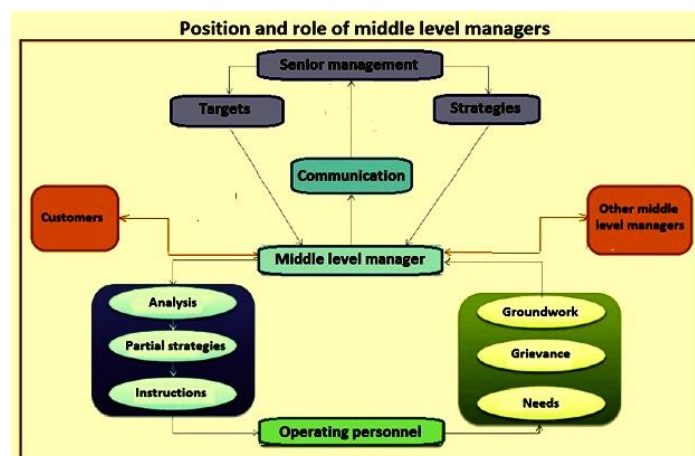 Position and role of middle level managers
Senior management
Targets
Strategies
Communication
Customers
Other middle
level managers
Middle level manager
Analysis
Partial strategies
Instructions
Groundwork
Grievance
Needs
Operating personnel